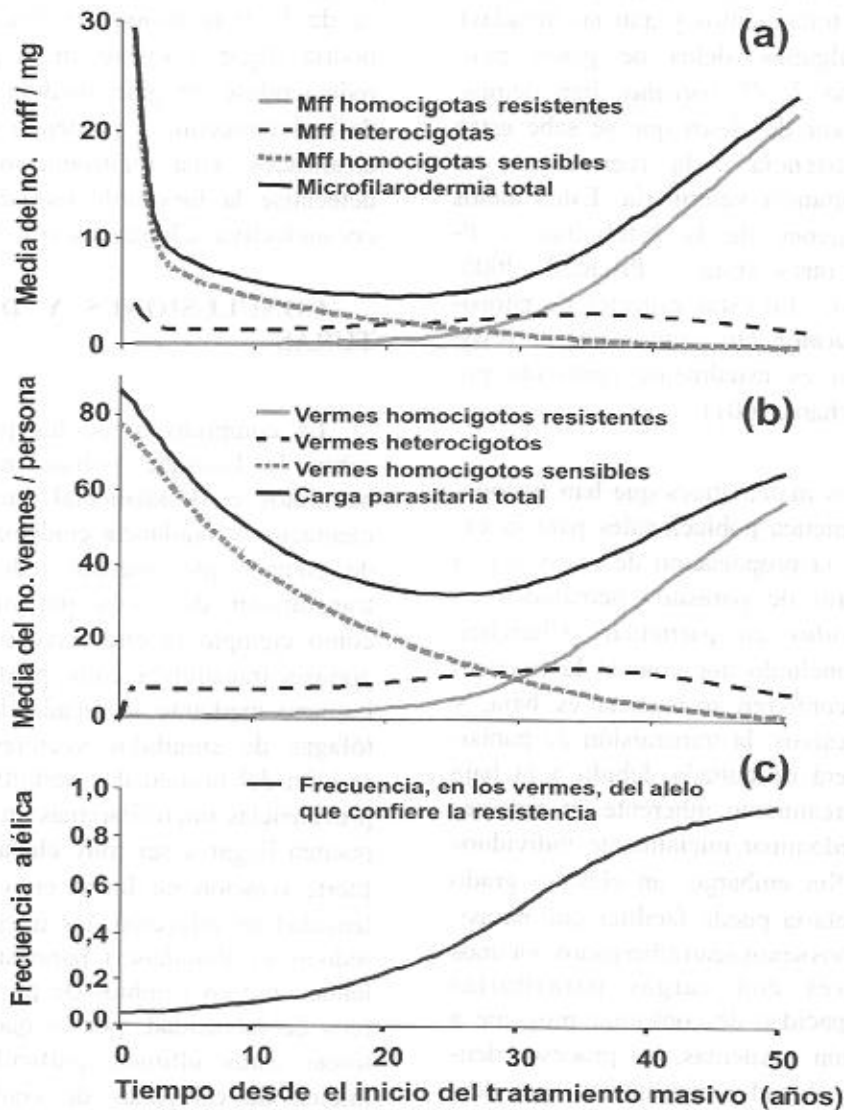 (a)
30
20
10
0
Media del no. mff / mg
Mff homocigotas resistentes
Mff heterocigotas
Mff homocigotas sensibles
Microfilarodermia total
(b)
80
60
40
20
0
Media del no. vermes / persona
Vermes homocigotos resistentes
Vermes heterocigotos
Vermes homocigotos sensibles
Carga parasitaria total
(c)
1,0
0,8
0,6
0,4
0,2
0,0
Frecuencia alélica
Frecuencia, en los vermes, del alelo
que confiere la resistencia
0 10 20 30 40 50
Tiempo desde el inicio del tratamiento masivo (años)